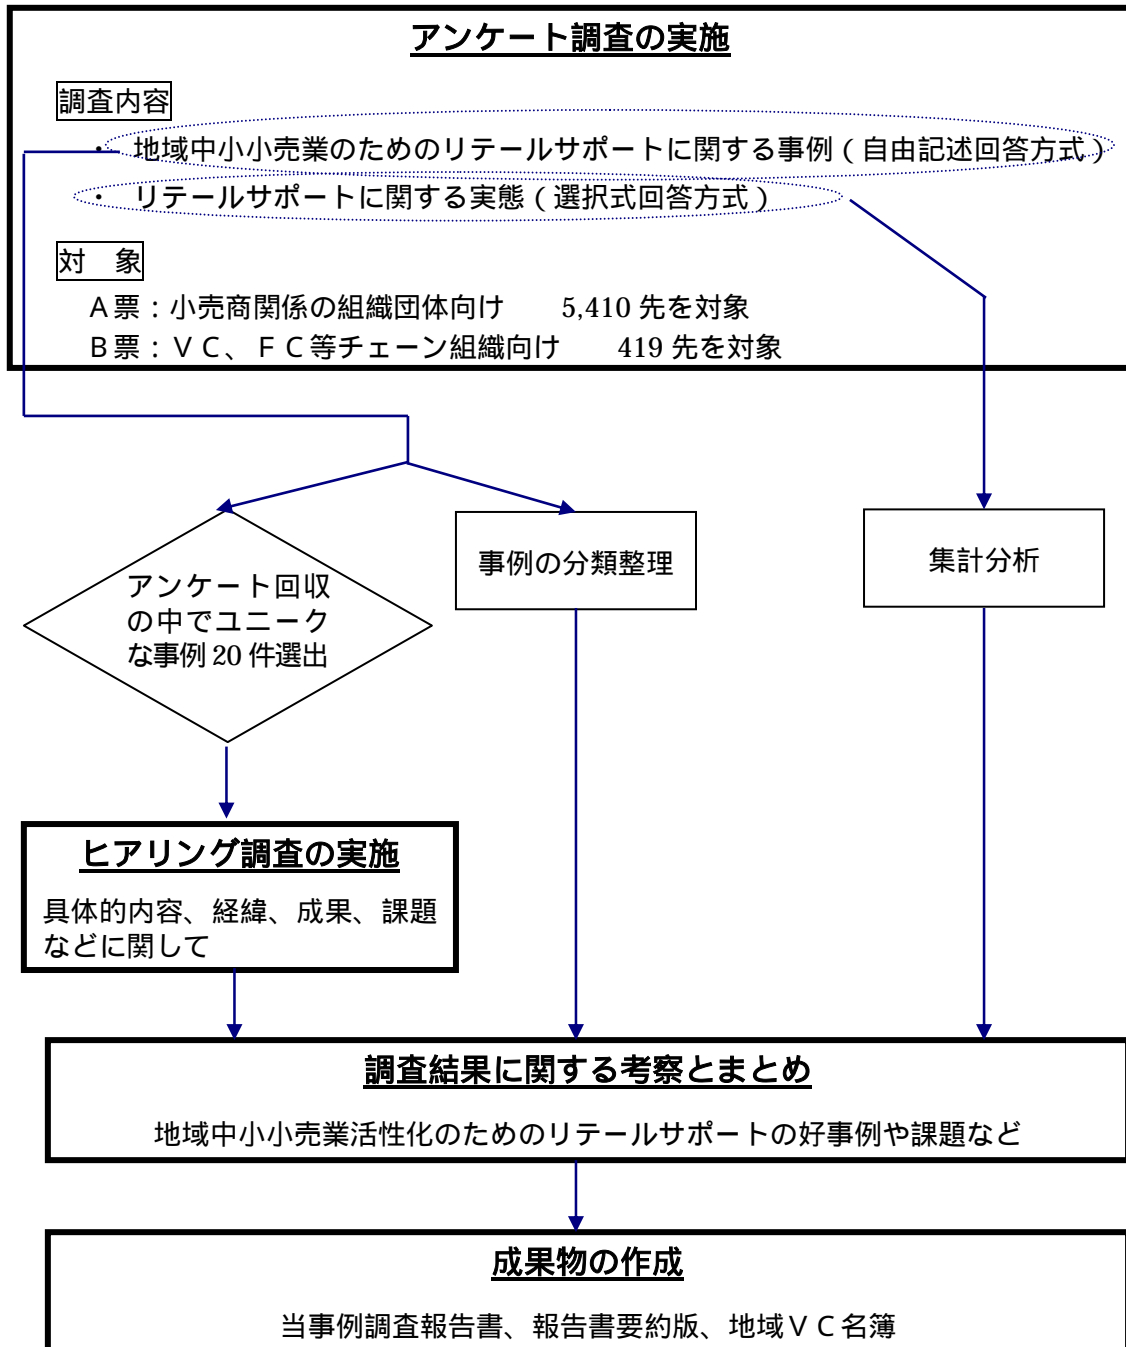 アンケート調査の実施
調査内容
・ 地域中小小売業のためのリテールサポートに関する事例(自由記述回答方式)
・ リテールサポートに関する実態(選択式回答方式)
対 象
A票:小売商関係の組織団体向け 5,410 先を対象
B票:VC、FC等チェーン組織向け 419 先を対象
アンケート回収
の中でユニーク
な事例 20 件選出
事例の分類整理
集計分析
ヒアリング調査の実施
具体的内容、経緯、成果、課題
などに関して
調査結果に関する考察とまとめ
地域中小小売業活性化のためのリテールサポートの好事例や課題など
成果物の作成
当事例調査報告書、報告書要約版、地域VC名簿